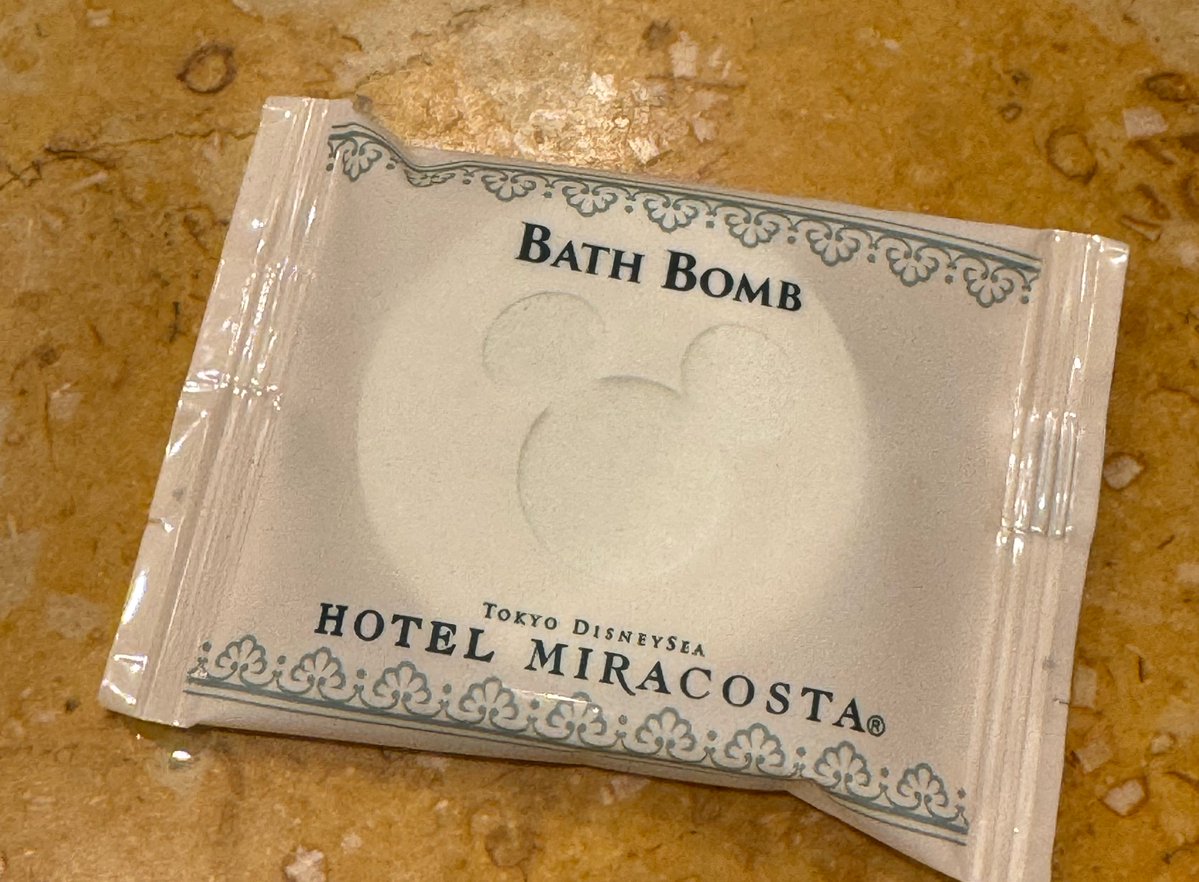 BATH BOMB
TOKYO DISNEYSEA
HOTEL MIRACOSTA®